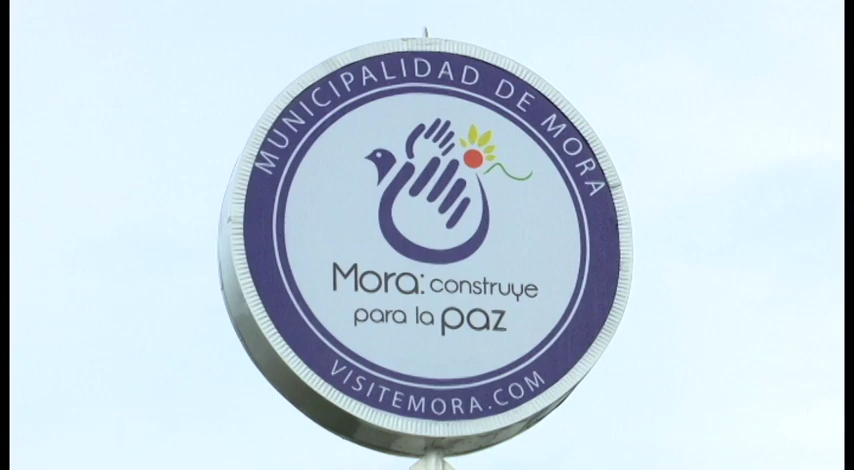 MUNICIPALIDAD DE MORA
Mora: construye
para la paz
VISITEMORA.COM